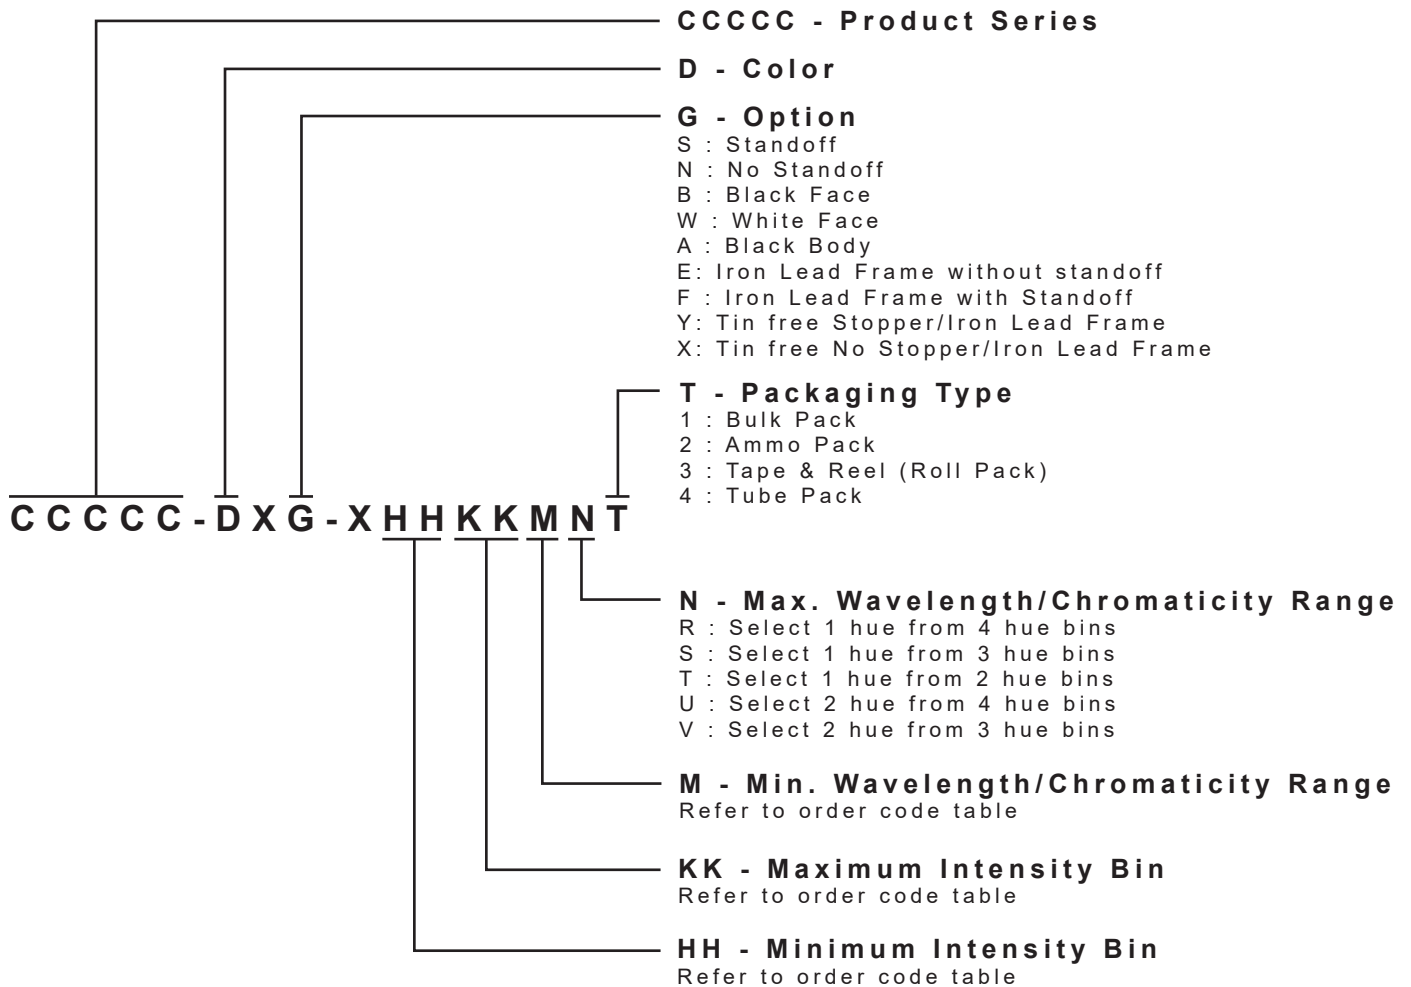 CCCCC - Product Series
D - Color
G - Option
S : Standoff
N : No Standoff
B : Black Face
W : White Face
A : Black Body
E: Iron Lead Frame without standoff
F : Iron Lead Frame with Standoff
Y: Tin free Stopper/Iron Lead Frame
X: Tin free No Stopper/Iron Lead Frame
T - Packaging Type
1 : Bulk Pack
2 : Ammo Pack
3 : Tape & Reel (Roll Pack)
4 : Tube Pack
CCCCC-DXG-XHHKKMNT
N - Max. Wavelength/Chromaticity Range
R : Select 1 hue from 4 hue bins
S : Select 1 hue from 3 hue bins
T : Select 1 hue from 2 hue bins
U : Select 2 hue from 4 hue bins
V : Select 2 hue from 3 hue bins
M - Min. Wavelength/Chromaticity Range
Refer to order code table
KK - Maximum Intensity Bin
Refer to order code table
HH - Minimum Intensity Bin
Refer to order code table